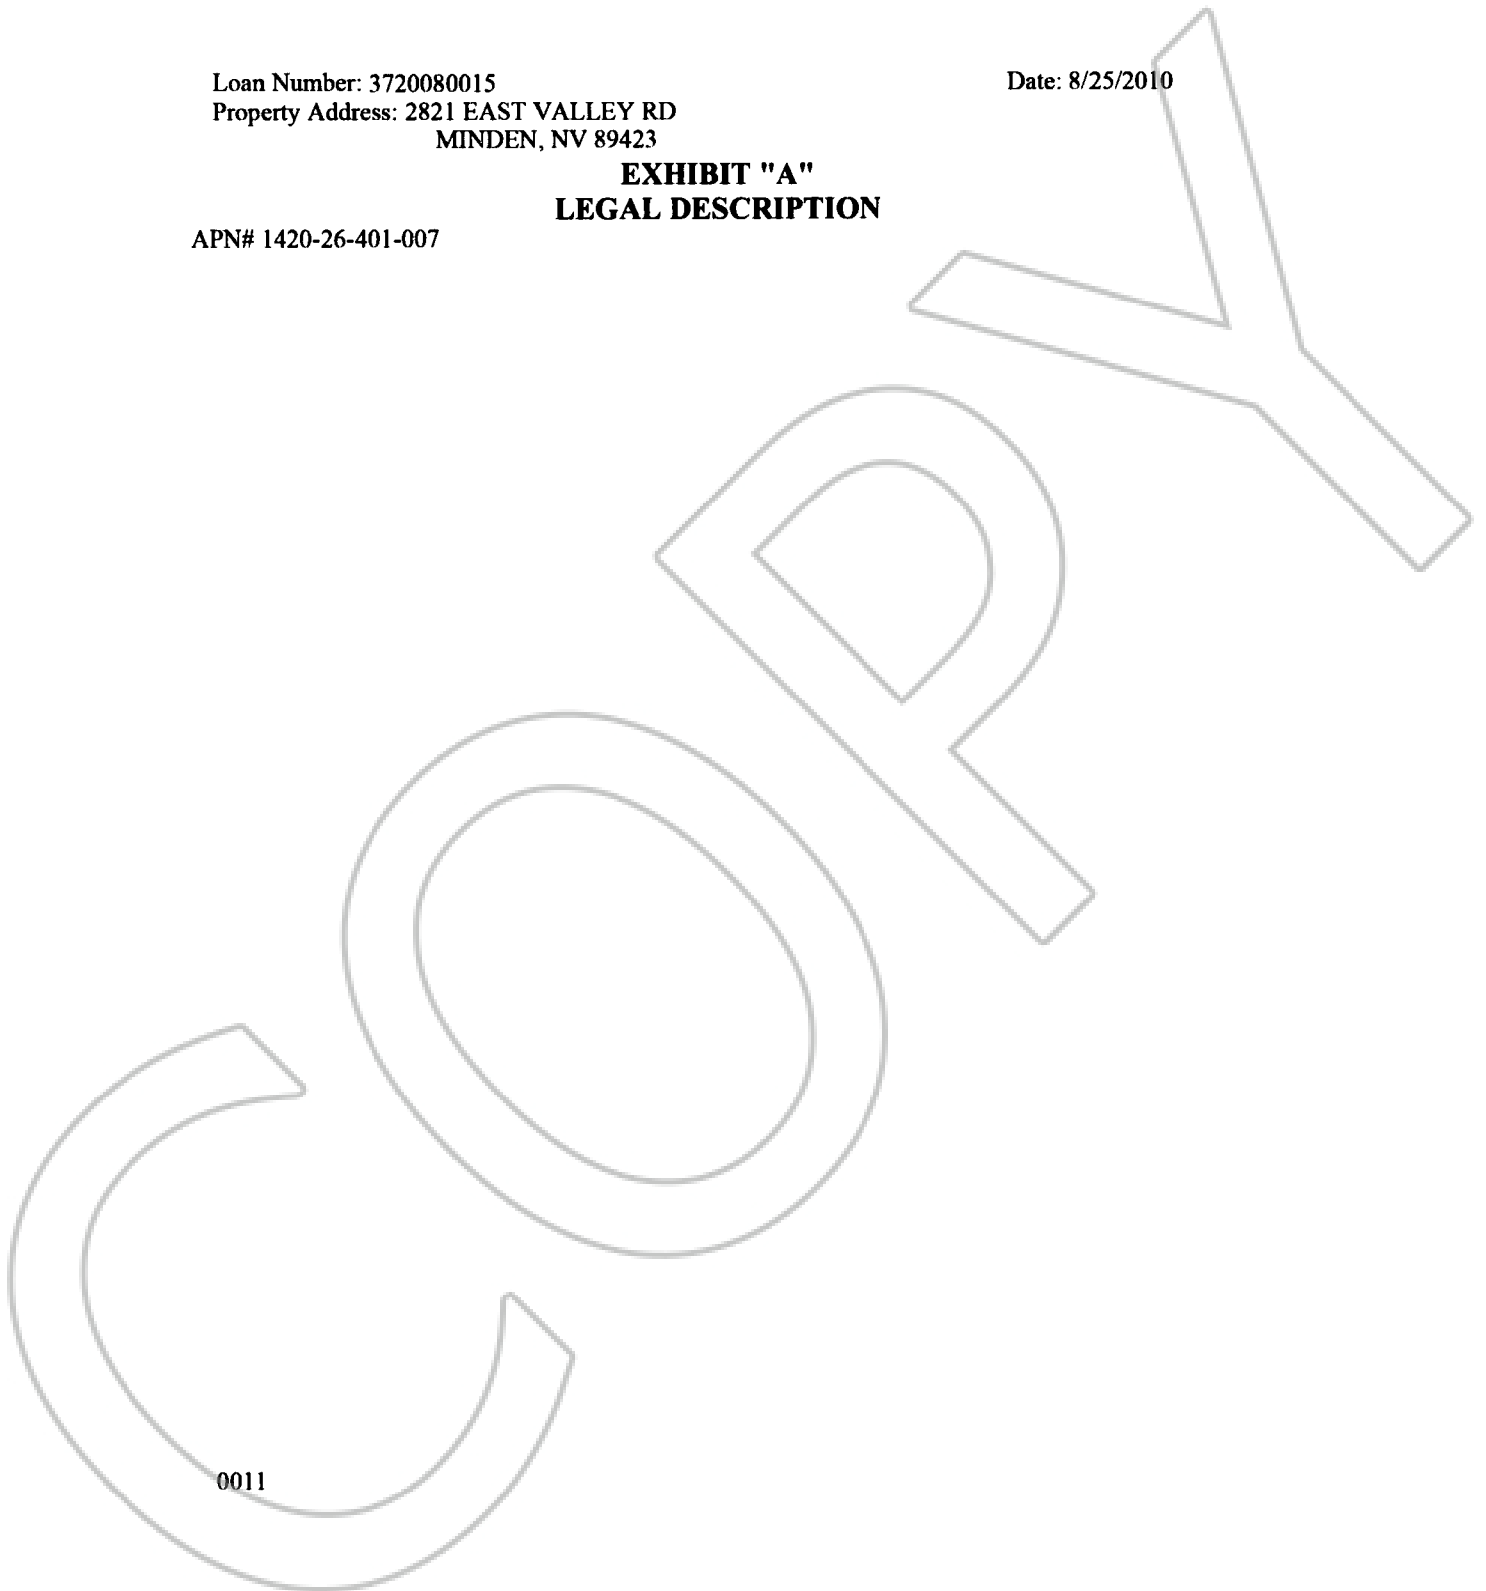 Loan Number: 3720080015
Date: 8/25/2010
Property Address: 2821 EAST VALLEY RD
MINDEN, NV 89423
EXHIBIT "A"
LEGAL DESCRIPTION
APN# 1420-26-401-007
COPY
0011